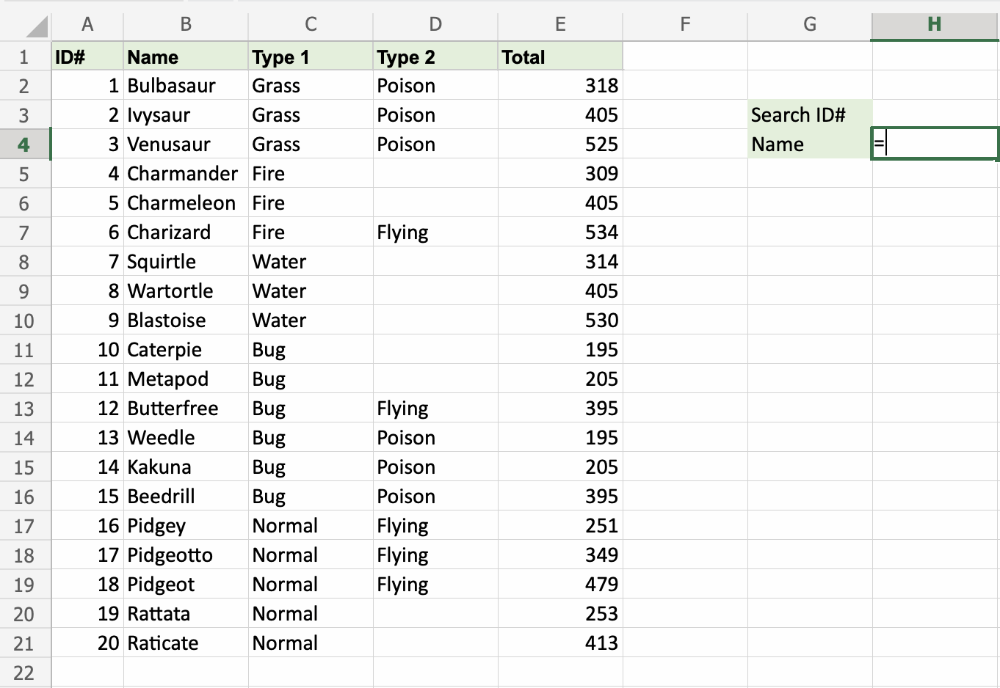 A B C D E F G H
1 ID# Name Type 1 Type 2 Total
2 1 Bulbasaur Grass Poison 318
3 2 Ivysaur Grass Poison 405 Search ID#
4 3 Venusaur Grass Poison 525 Name =
5 4 Charmander Fire 309
6 5 Charmeleon Fire 405
7 6 Charizard Fire Flying 534
8 7 Squirtle Water 314
9 8 Wartortle Water 405
10 9 Blastoise Water 530
11 10 Caterpie Bug 195
12 11 Metapod Bug 205
13 12 Butterfree Bug Flying 395
14 13 Weedle Bug Poison 195
15 14 Kakuna Bug Poison 205
16 15 Beedrill Bug Poison 395
17 16 Pidgey Normal Flying 251
18 17 Pidgeotto Normal Flying 349
19 18 Pidgeot Normal Flying 479
20 19 Rattata Normal 253
21 20 Raticate Normal 413
22